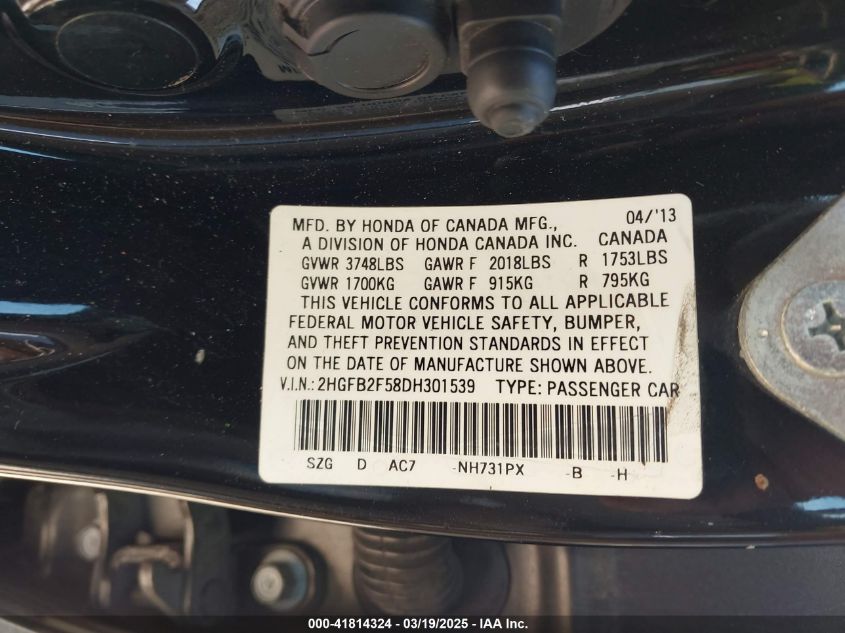 MFD. BY HONDA OF CANADA MFG., 04/'13
A DIVISION OF HONDA CANADA INC. CANADA
GVWR 3748LBS GAWR F 2018LBS R 1753LBS
GVWR 1700KG GAWR F 915KG R 795KG
THIS VEHICLE CONFORMS TO ALL APPLICABLE
FEDERAL MOTOR VEHICLE SAFETY, BUMPER,
AND THEFT PREVENTION STANDARDS IN EFFECT
ON THE DATE OF MANUFACTURE SHOWN ABOVE.
V.I.N.: 2HGFB2F58DH301539 TYPE: PASSENGER CAR
SZG D AC7 -NH731PX -B -H
000-41814324 | 03/19/2025 - IAA Inc.